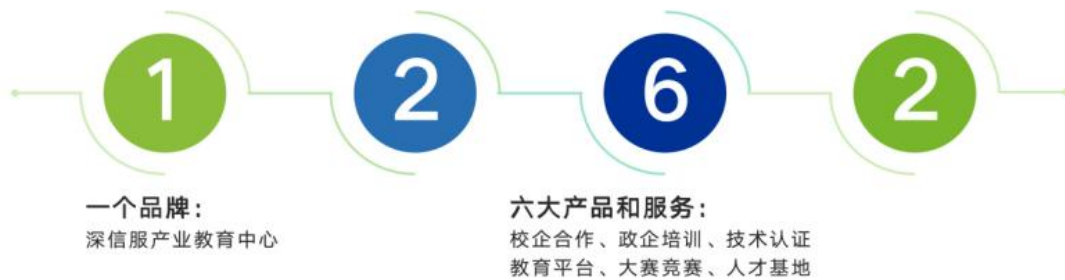 1 2 6 2
一个品牌：
深信服产业教育中心
六大产品和服务：
校企合作、政企培训、技术认证
教育平台、大赛竞赛、人才基地